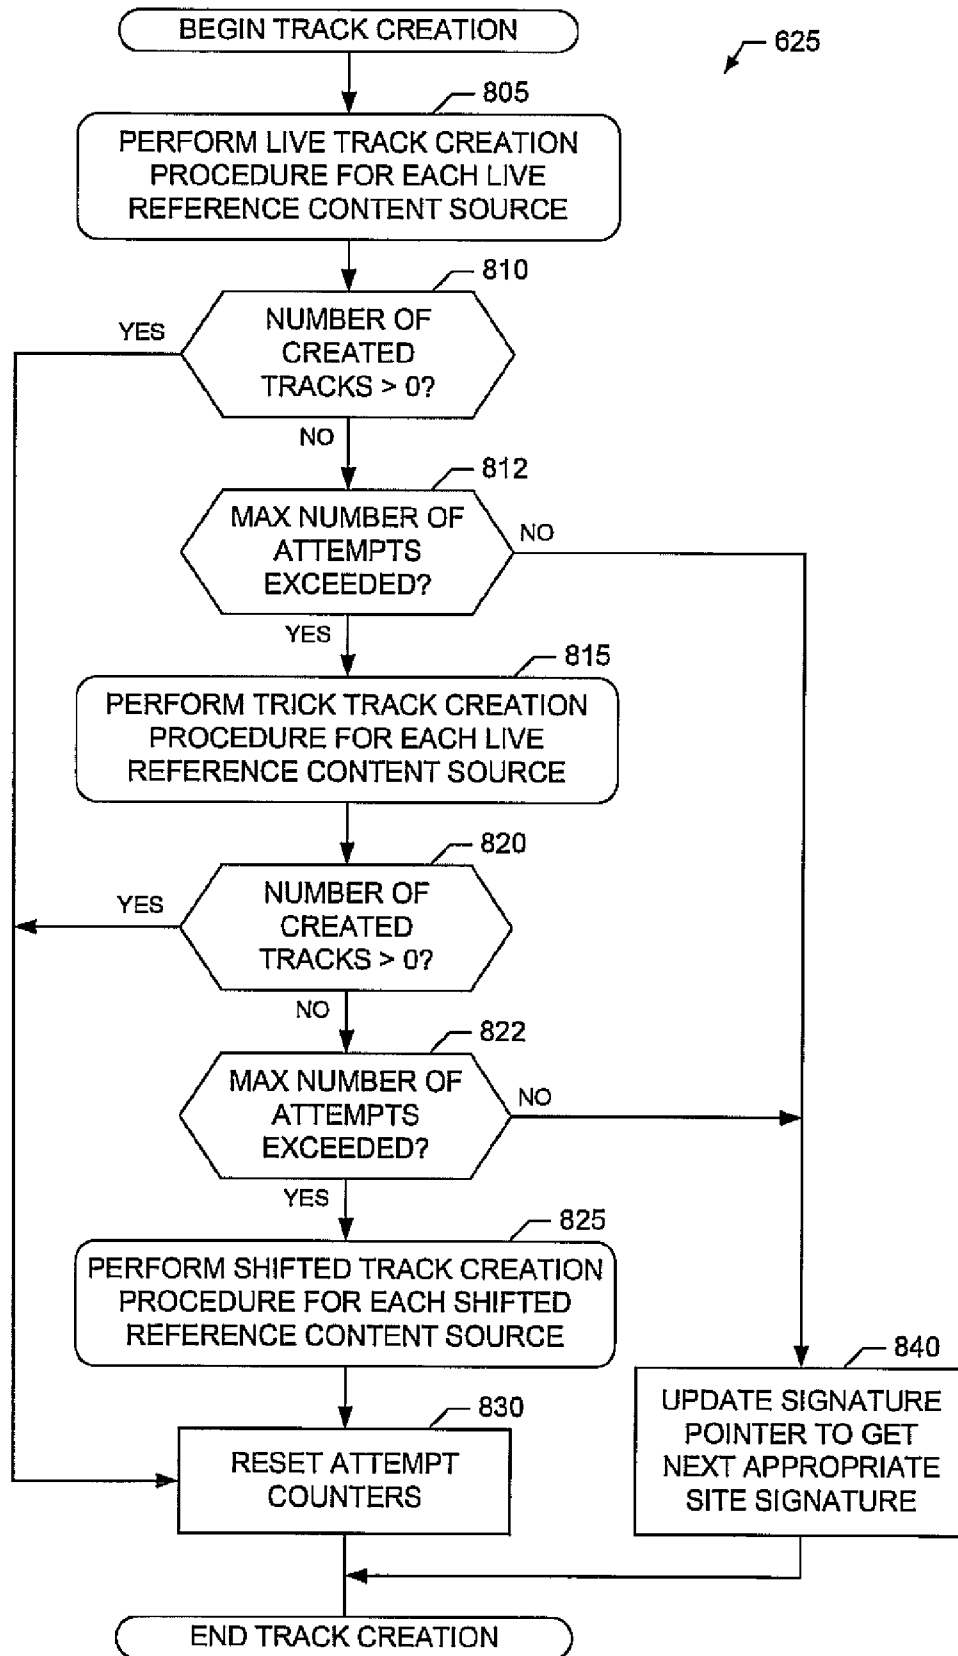 BEGIN TRACK CREATION
625
805
PERFORM LIVE TRACK CREATION
PROCEDURE FOR EACH LIVE
REFERENCE CONTENT SOURCE
810
YES
NUMBER OF
CREATED
TRACKS > 0?
NO
812
MAX NUMBER OF
ATTEMPTS
EXCEEDED?
NO
YES
815
PERFORM TRICK TRACK CREATION
PROCEDURE FOR EACH LIVE
REFERENCE CONTENT SOURCE
820
YES
NUMBER OF
CREATED
TRACKS > 0?
NO
822
MAX NUMBER OF
ATTEMPTS
EXCEEDED?
NO
YES
825
PERFORM SHIFTED TRACK CREATION
PROCEDURE FOR EACH SHIFTED
REFERENCE CONTENT SOURCE
830
RESET ATTEMPT
COUNTERS
840
UPDATE SIGNATURE
POINTER TO GET
NEXT APPROPRIATE
SITE SIGNATURE
END TRACK CREATION